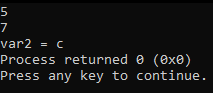 5
7
var2 = c
Process returned 0 (0x0)
Press any key to continue.